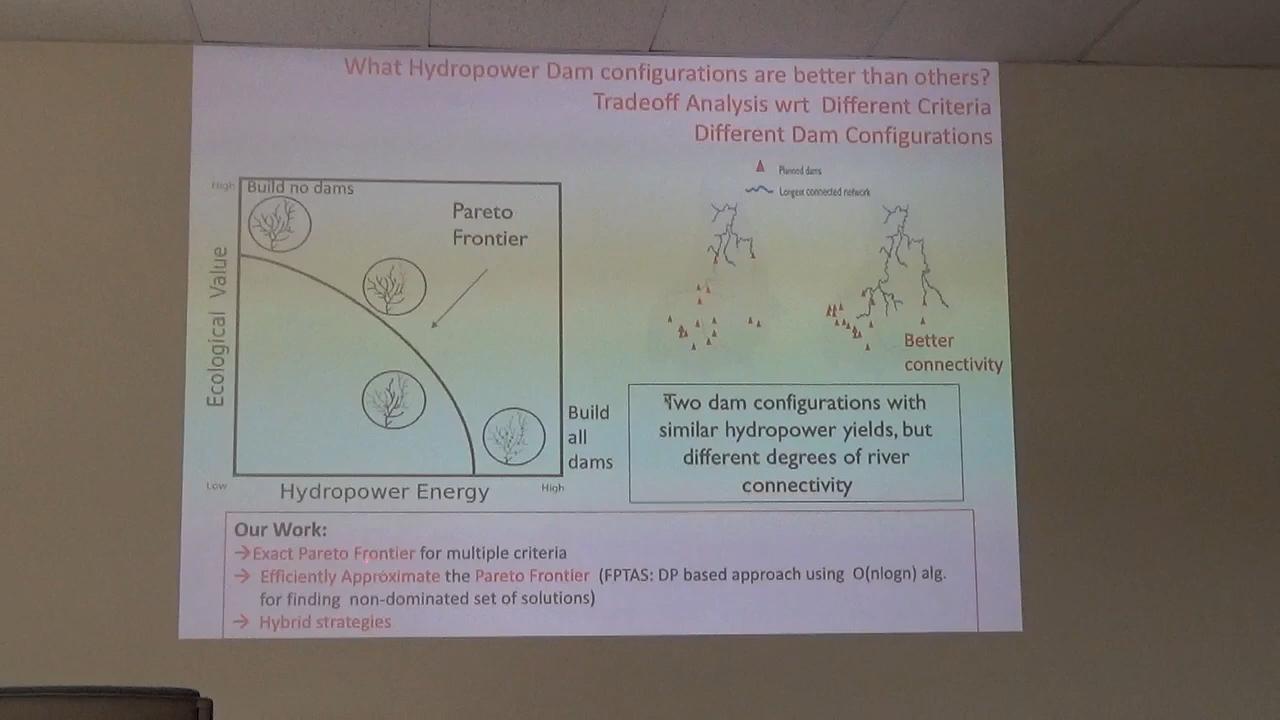 What Hydropower Dam configurations are better than others?
Tradeoff Analysis wrt Different Criteria
Different Dam Configurations
High
Build no dams
Pareto
Frontier
Ecological Value
Low
Hydropower Energy
High
Build
all
dams
Planned dams
Longest connected network
Better
connectivity
Two dam configurations with
similar hydropower yields, but
different degrees of river
connectivity
Our Work:
→Exact Pareto Frontier for multiple criteria
→ Efficiently Approximate the Pareto Frontier (FPTAS: DP based approach using O(nlogn) alg.
for finding non-dominated set of solutions)
→ Hybrid strategies